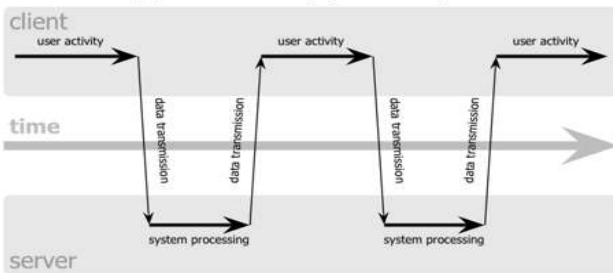 client
user activity
user activity
user activity
data transmission
data transmission
data transmission
data transmission
time
system processing
system processing
server